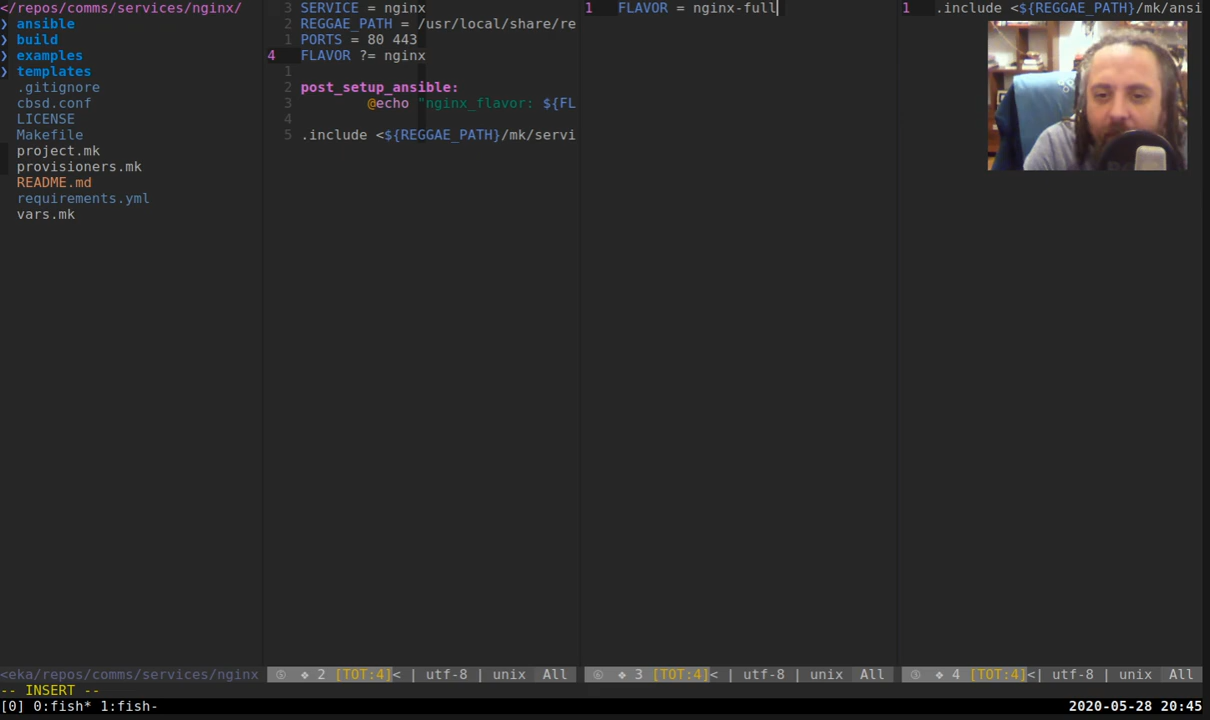 </repos/comms/services/nginx/
❯ ansible
❯ build
❯ examples
❯ templates
.gitignore
cbsd.conf
LICENSE
Makefile
project.mk
provisioners.mk
README.md
requirements.yml
vars.mk
3 SERVICE = nginx
2 REGGAE_PATH = /usr/local/share/re
1 PORTS = 80 443
4 FLAVOR ?= nginx
1
2 post_setup_ansible:
3 @echo "nginx_flavor: ${FL
4
5 .include <${REGGAE_PATH}/mk/servi
1 FLAVOR = nginx-full
1 .include <${REGGAE_PATH}/mk/ansi
<eka/repos/comms/services/nginx
❖ 2 [TOT:4]< | utf-8 | unix All
❖ 3 [TOT:4]< | utf-8 | unix All
❖ 4 [TOT:4]<| utf-8 | unix All
-- INSERT --
[0] 0:fish* 1:fish-
2020-05-28 20:45